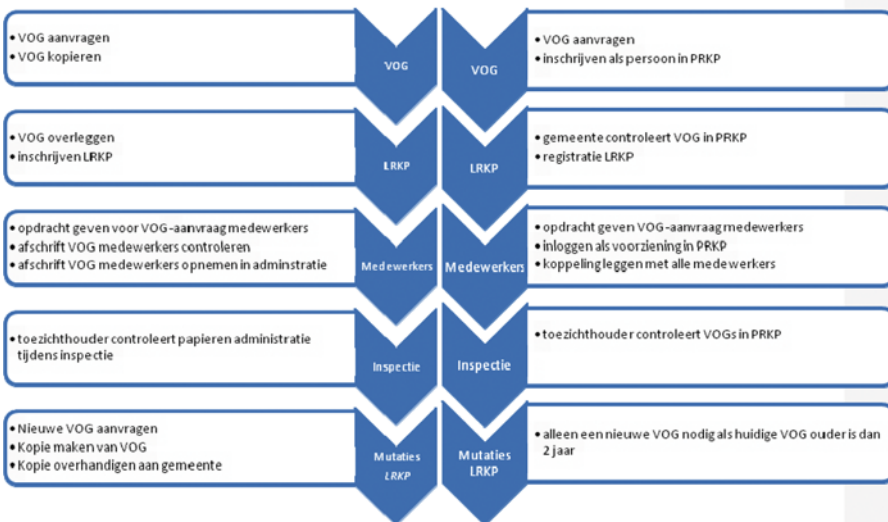 • VOG aanvragen
• VOG kopieren
VOG
VOG
• VOG aanvragen
• inschrijven als persoon in PRKP
• VOG overleggen
• inschrijven LRKP
LRKP
LRKP
• gemeente controleert VOG in PRKP
• registratie LRKP
• opdracht geven voor VOG-aanvraag medewerkers
• afschrift VOG medewerkers controleren
• afschrift VOG medewerkers opnemen in adminstratie
Medewerkers
Medewerkers
• opdracht geven VOG-aanvraag medewerkers
• inloggen als voorziening in PRKP
• koppeling leggen met alle medewerkers
• toezichthouder controleert papieren administratie
tijdens inspectie
Inspectie
Inspectie
• toezichthouder controleert VOGs in PRKP
• Nieuwe VOG aanvragen
• Kopie maken van VOG
• Kopie overhandigen aan gemeente
Mutaties
LRKP
Mutaties
LRKP
• alleen een nieuwe VOG nodig als huidige VOG ouder is dan
2 jaar